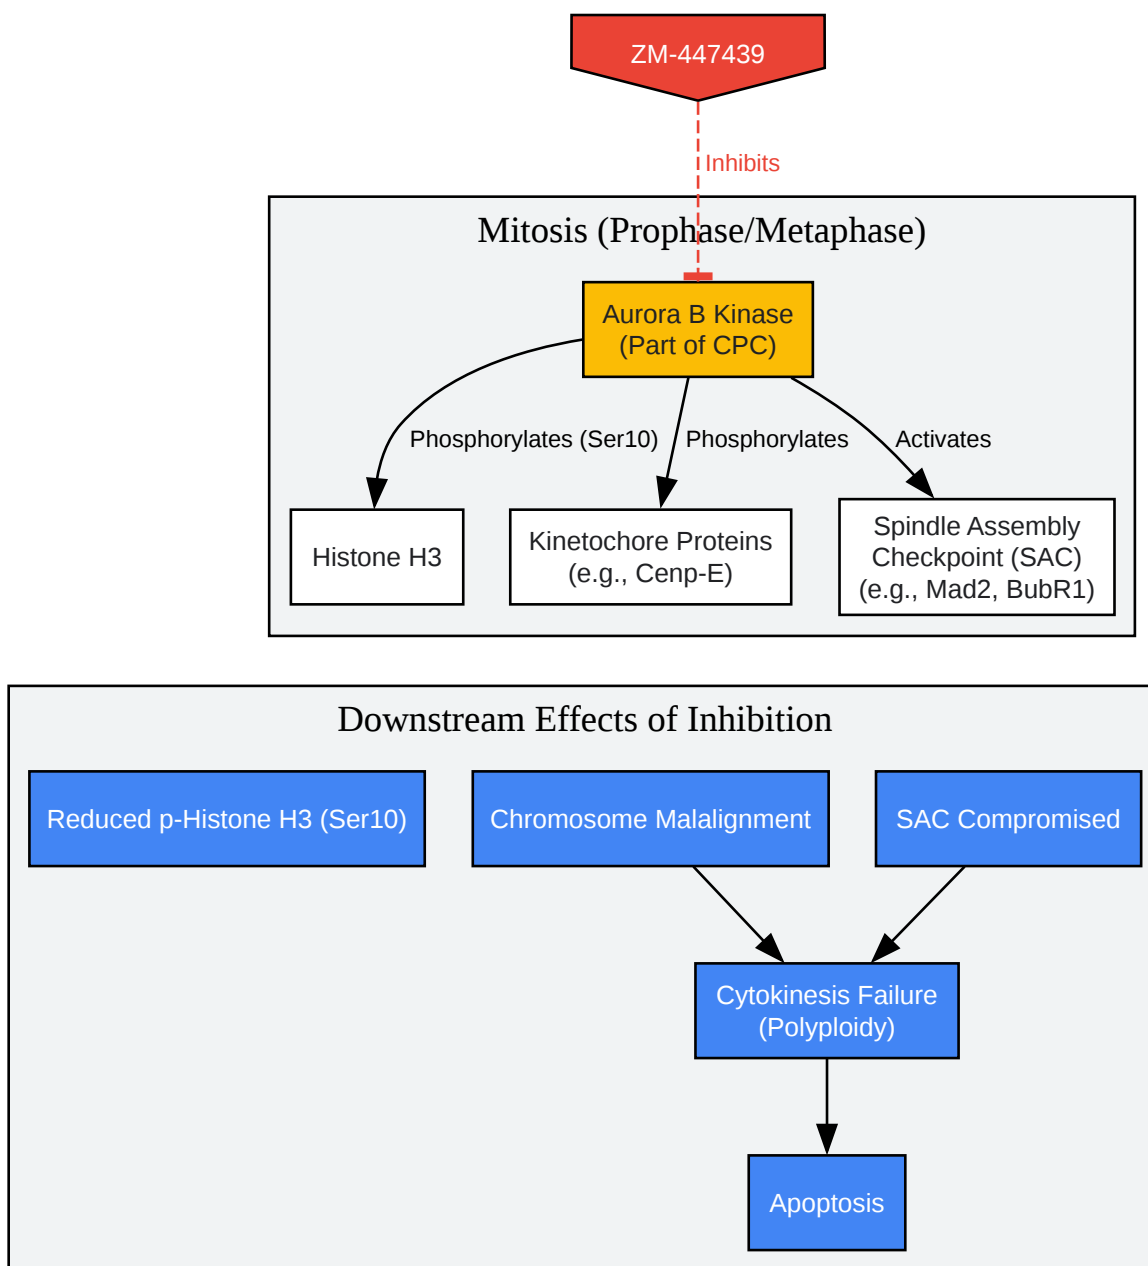 ZM-447439
Inhibits
Mitosis (Prophase/Metaphase)
Aurora B Kinase
(Part of CPC)
Phosphorylates (Ser10)
Phosphorylates
Activates
Histone H3
Kinetochore Proteins
(e.g., Cenp-E)
Spindle Assembly
Checkpoint (SAC)
(e.g., Mad2, BubR1)
Downstream Effects of Inhibition
Reduced p-Histone H3 (Ser10)
Chromosome Malalignment
SAC Compromised
Cytokinesis Failure
(Polyploidy)
Apoptosis